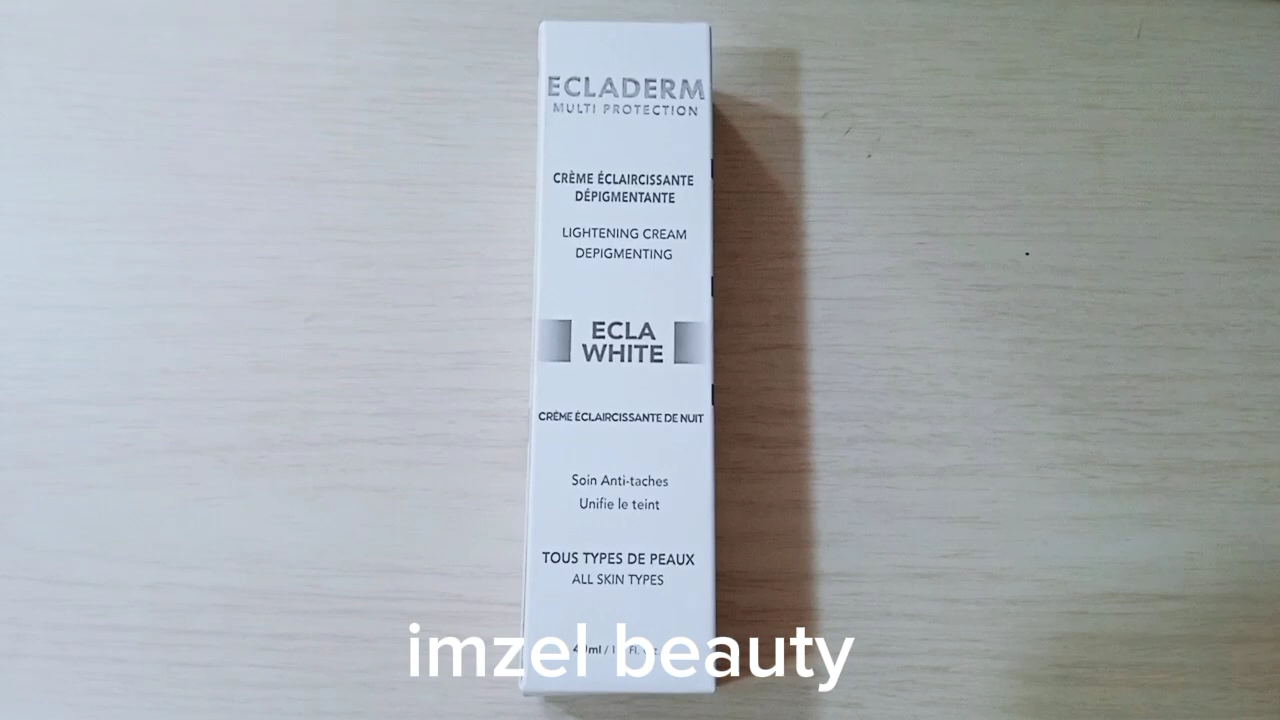 ECLADERM
MULTI PROTECTION
CRÈME ÉCLAIRCISSANTE
DÉPIGMENTANTE
LIGHTENING CREAM
DEPIGMENTING
ECLA
WHITE
CRÈME ÉCLAIRCISSANTE DE NUIT
Soin Anti-taches
Unifie le teint
TOUS TYPES DE PEAUX
ALL SKIN TYPES
imzel beauty